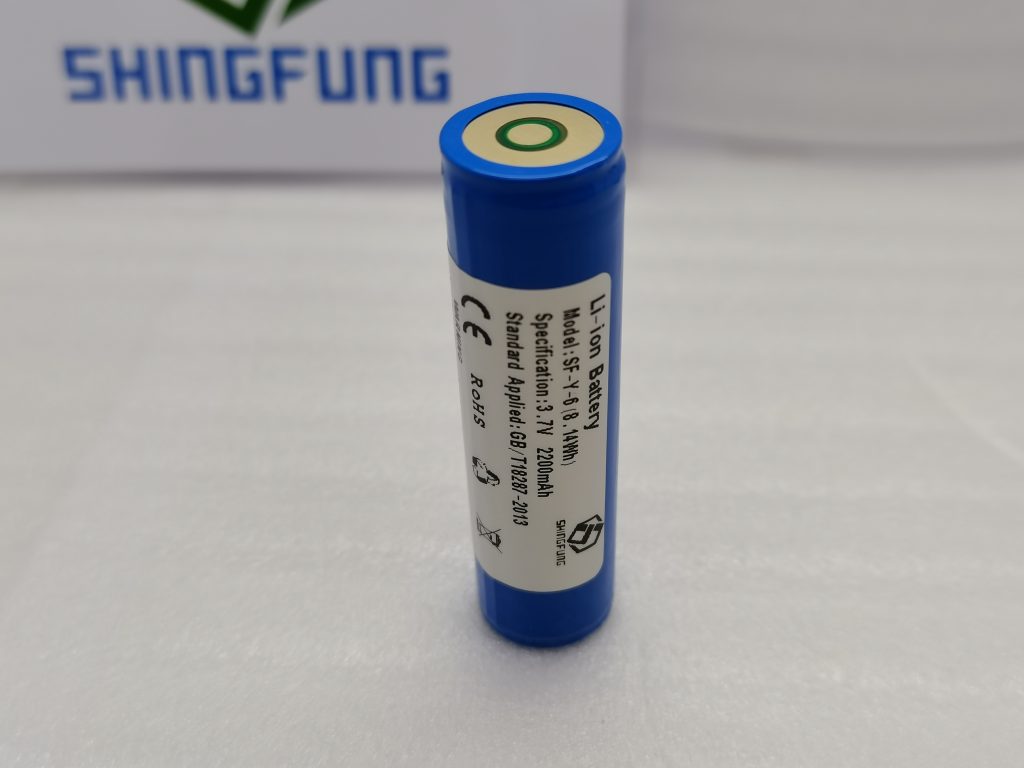 SHINGFUNG
Li-ion Battery
Model:SF-Y-6(8.14Wh)
Specification:3.7V 2200mAh
Standard Applied:GB/T18287-2013
CE RoHS
SHINGFUNG